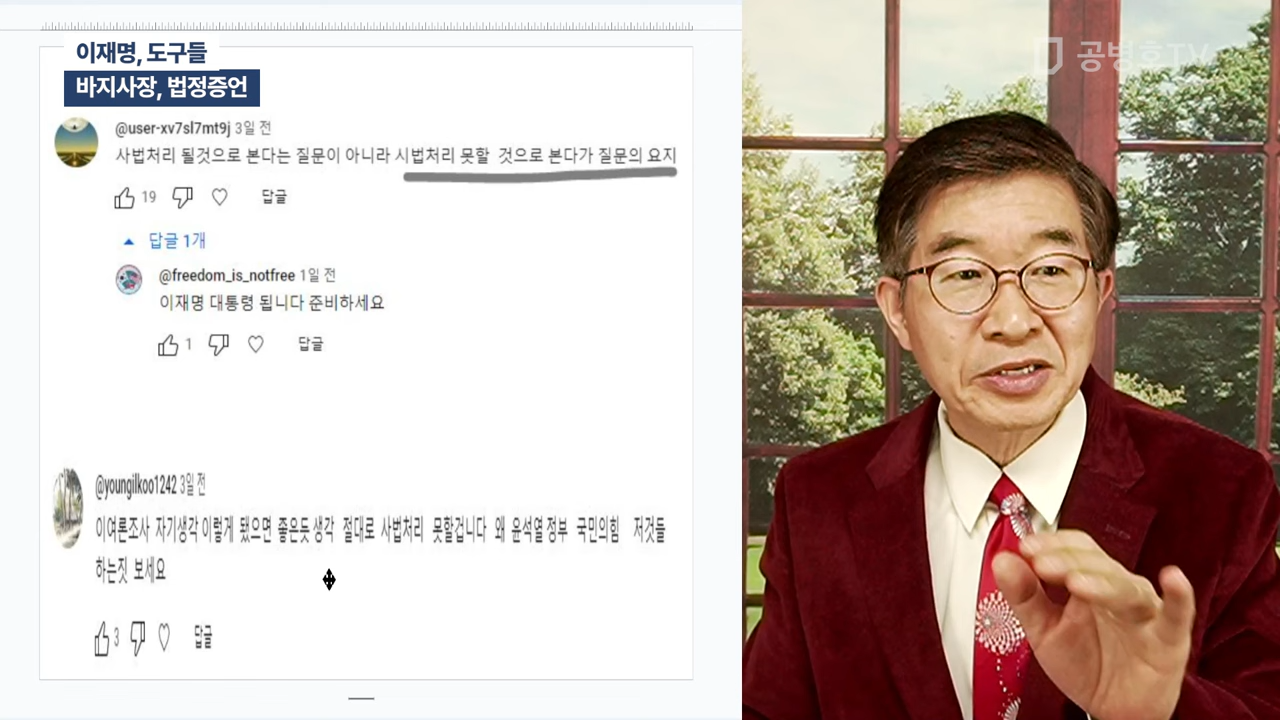 이재명, 도구들
바지사장, 법정증언
공병호TV
@user-xv7sl7mt9j 3일 전
사법처리 될것으로 본다는 질문이 아니라 시법처리 못할 것으로 본다가 질문의 요지
19 답글
답글 1개
@freedom_is_notfree 1일 전
이재명 대통령 됩니다 준비하세요
1 답글
@youngilkoo1242 3일 전
이여론조사 자기생각 이렇게 됐으면 좋은듯 생각 절대로 사법처리 못할겁니다 왜 윤석열 정부 국민의힘 저것들
하는짓 보세요
3 답글